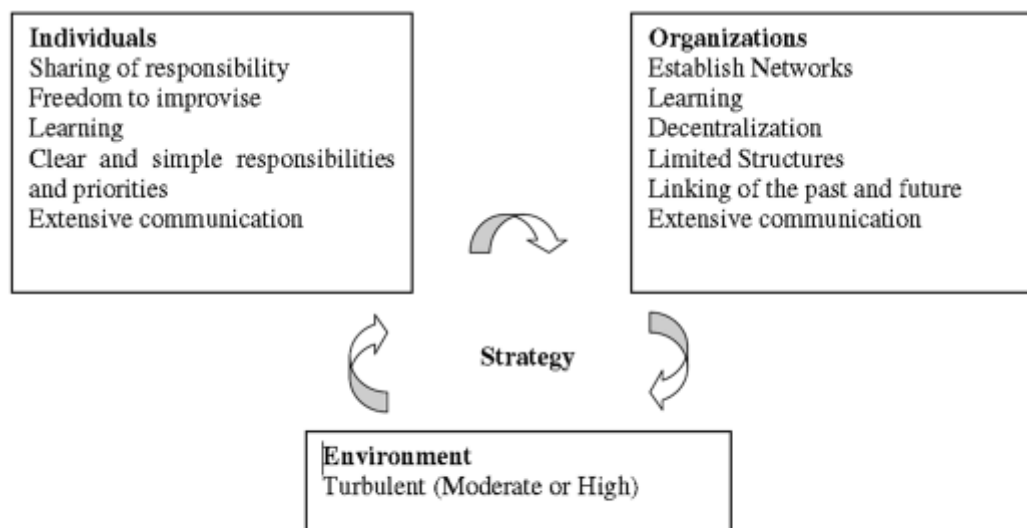 Individuals
Sharing of responsibility
Freedom to improvise
Learning
Clear and simple responsibilities
and priorities
Extensive communication
Organizations
Establish Networks
Learning
Decentralization
Limited Structures
Linking of the past and future
Extensive communication
Strategy
Environment
Turbulent (Moderate or High)